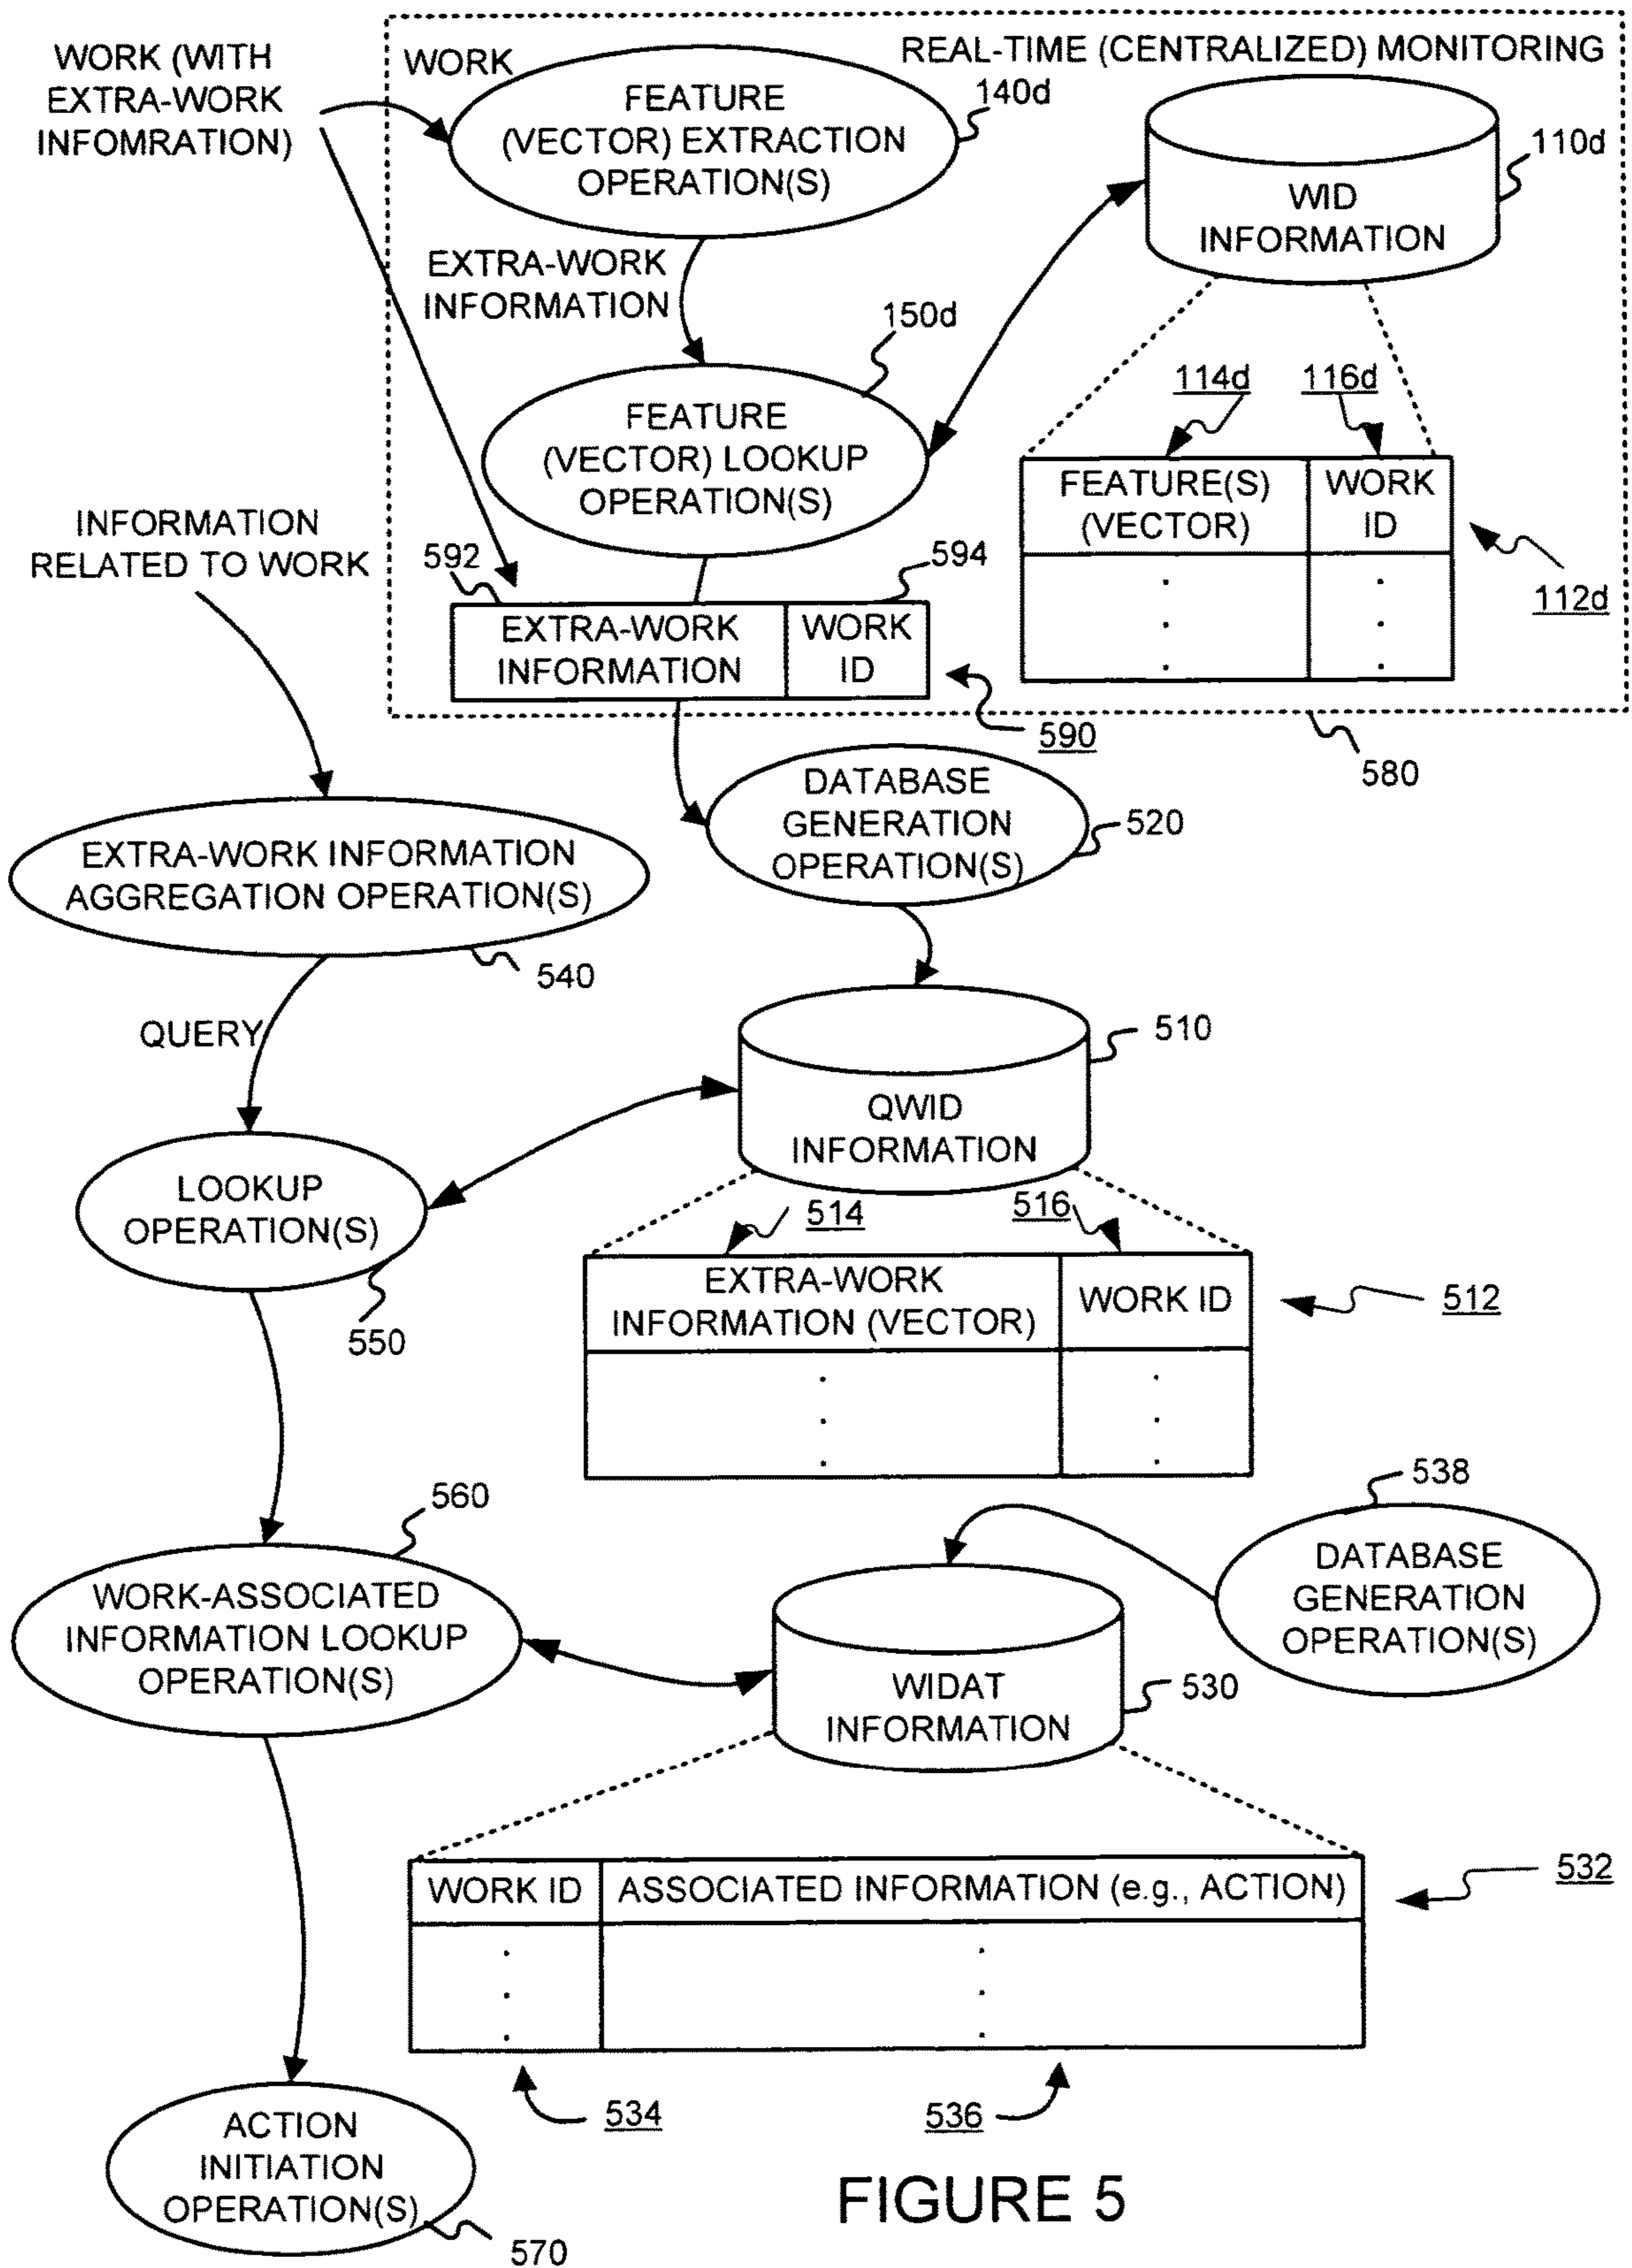 WORK (WITH
EXTRA-WORK
INFOMRATION)
WORK
REAL-TIME (CENTRALIZED) MONITORING
FEATURE
(VECTOR) EXTRACTION
OPERATION(S)
140d
110d
WID
INFORMATION
EXTRA-WORK
INFORMATION
150d
FEATURE
(VECTOR) LOOKUP
OPERATION(S)
114d
116d
FEATURE(S)
(VECTOR)
WORK
ID
.
.
.
.
.
.
112d
INFORMATION
RELATED TO WORK
592
594
EXTRA-WORK
INFORMATION
WORK
ID
590
580
DATABASE
GENERATION
OPERATION(S)
520
EXTRA-WORK INFORMATION
AGGREGATION OPERATION(S)
540
QUERY
510
QWID
INFORMATION
LOOKUP
OPERATION(S)
550
514
516
EXTRA-WORK
INFORMATION (VECTOR)
WORK ID
.
.
.
.
.
.
512
538
DATABASE
GENERATION
OPERATION(S)
560
WORK-ASSOCIATED
INFORMATION LOOKUP
OPERATION(S)
WIDAT
INFORMATION
530
WORK ID
ASSOCIATED INFORMATION (e.g., ACTION)
.
.
.
.
.
.
532
534
536
ACTION
INITIATION
OPERATION(S)
570
FIGURE 5